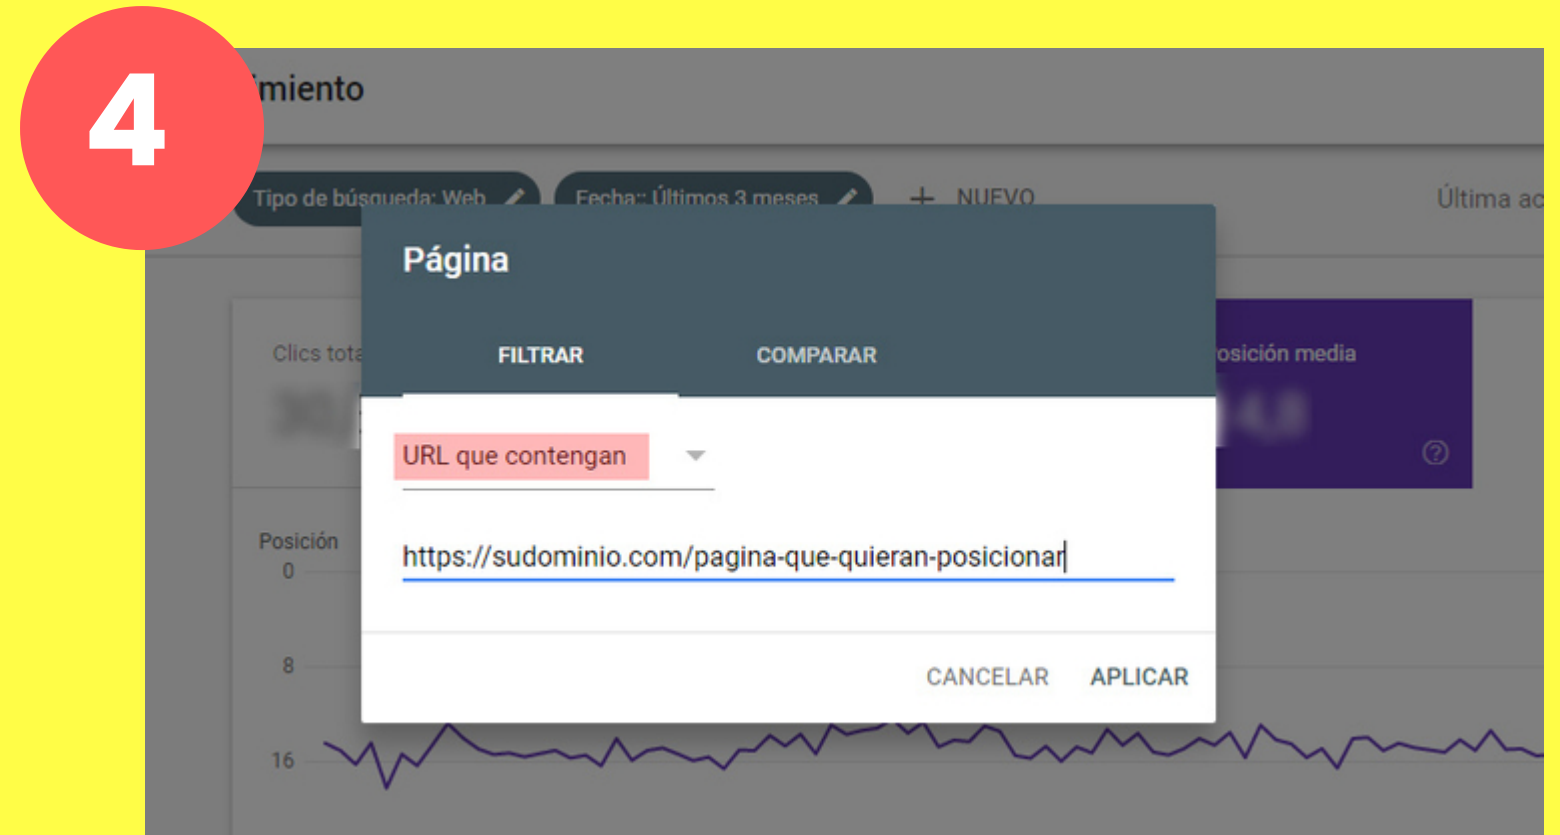 4
miento
Tipo de búsqueda: Web
Fecha:: Últimos 3 meses
+ NUEVO
Última ac
Página
FILTRAR
COMPARAR
Clics tota
osición media
URL que contengan
https://sudominio.com/pagina-que-quieran-posicionar
Posición
0
8
16
CANCELAR
APLICAR